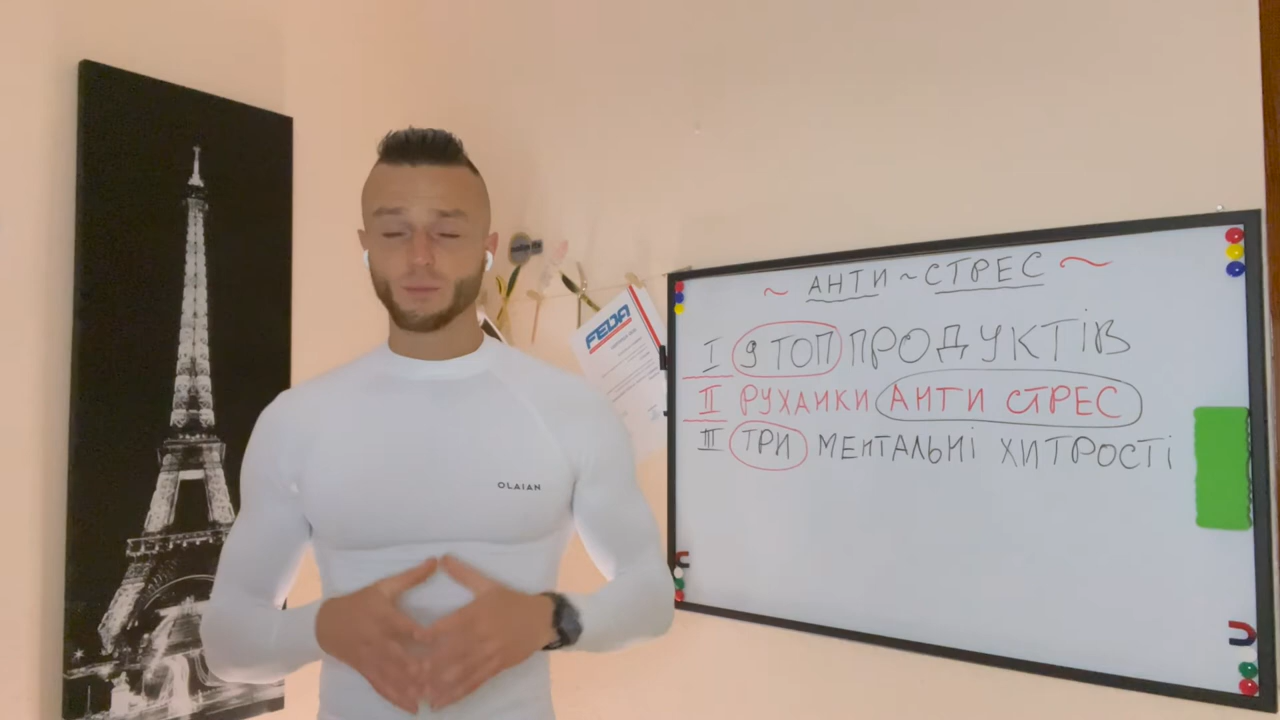 ~ АНТИ ~ СТРЕС ~
I 9 ТОП ПРОДУКТІВ
II РУХАНКИ АНТИ СТРЕС
III ТРИ МЕНТАЛЬНІ ХИТРОСТІ
FEDA
OLAIAN